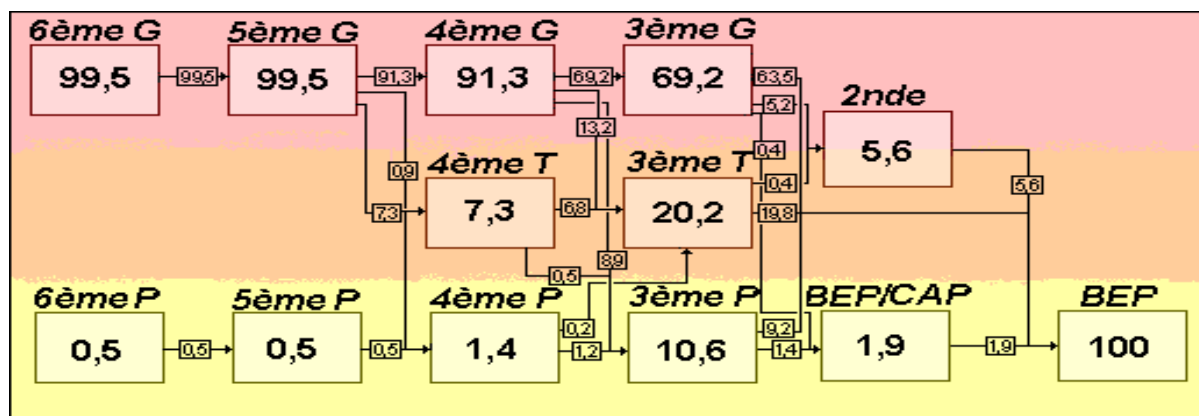 6ème G 5ème G 4ème G 3ème G
99,5 99,5 99,5 91,3 91,3 69,2 69,2 63,5
5,2 2nde
13,2 0,4 5,6
0,9 4ème T 3ème T 0,4 5,6
7,3 7,3 6,8 20,2 19,8
0,5 8,9
6ème P 5ème P 4ème P 3ème P BEP/CAP BEP
0,2 9,2
0,5 0,5 0,5 0,5 1,4 1,2 10,6 1,4 1,9 1,9 100